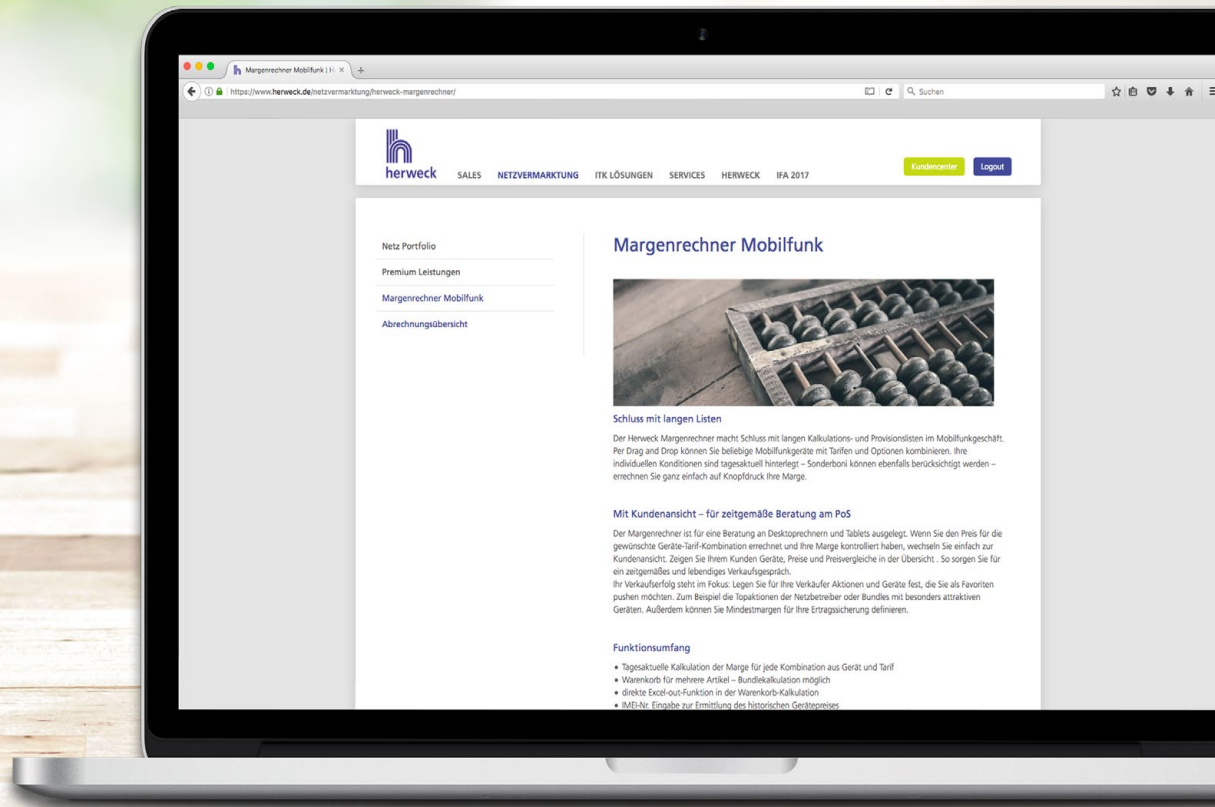 Margenrechner Mobilfunk | H
https://www.herweck.de/netzvermarktung/herweck-margenrechner/
Suchen
h
herweck
SALES NETZVERMARKTUNG ITK LÖSUNGEN SERVICES HERWECK IFA 2017
Kundencenter Logout
Netz Portfolio
Premium Leistungen
Margenrechner Mobilfunk
Abrechnungsübersicht
Margenrechner Mobilfunk
Schluss mit langen Listen
Der Herweck Margenrechner macht Schluss mit langen Kalkulations- und Provisionslisten im Mobilfunkgeschäft.
Per Drag and Drop können Sie beliebige Mobilfunkgeräte mit Tarifen und Optionen kombinieren. Ihre
individuellen Konditionen sind tagesaktuell hinterlegt – Sonderboni können ebenfalls berücksichtigt werden –
errechnen Sie ganz einfach auf Knopfdruck Ihre Marge.
Mit Kundenansicht – für zeitgemäße Beratung am PoS
Der Margenrechner ist für eine Beratung an Desktoprechnern und Tablets ausgelegt. Wenn Sie den Preis für die
gewünschte Geräte-Tarif-Kombination errechnet und Ihre Marge kontrolliert haben, wechseln Sie einfach zur
Kundenansicht. Zeigen Sie Ihrem Kunden Geräte, Preise und Preisvergleiche in der Übersicht . So sorgen Sie für
ein zeitgemäßes und lebendiges Verkaufsgespräch.
Ihr Verkaufserfolg steht im Fokus: Legen Sie für Ihre Verkäufer Aktionen und Geräte fest, die Sie als Favoriten
pushen möchten. Zum Beispiel die Topaktionen der Netzbetreiber oder Bundles mit besonders attraktiven
Geräten. Außerdem können Sie Mindestmargen für Ihre Ertragssicherung definieren.
Funktionsumfang
• Tagesaktuelle Kalkulation der Marge für jede Kombination aus Gerät und Tarif
• Warenkorb für mehrere Artikel – Bundlekalkulation möglich
• direkte Excel-out-Funktion in der Warenkorb-Kalkulation
• IMEI-Nr. Eingabe zur Ermittlung des historischen Gerätepreises